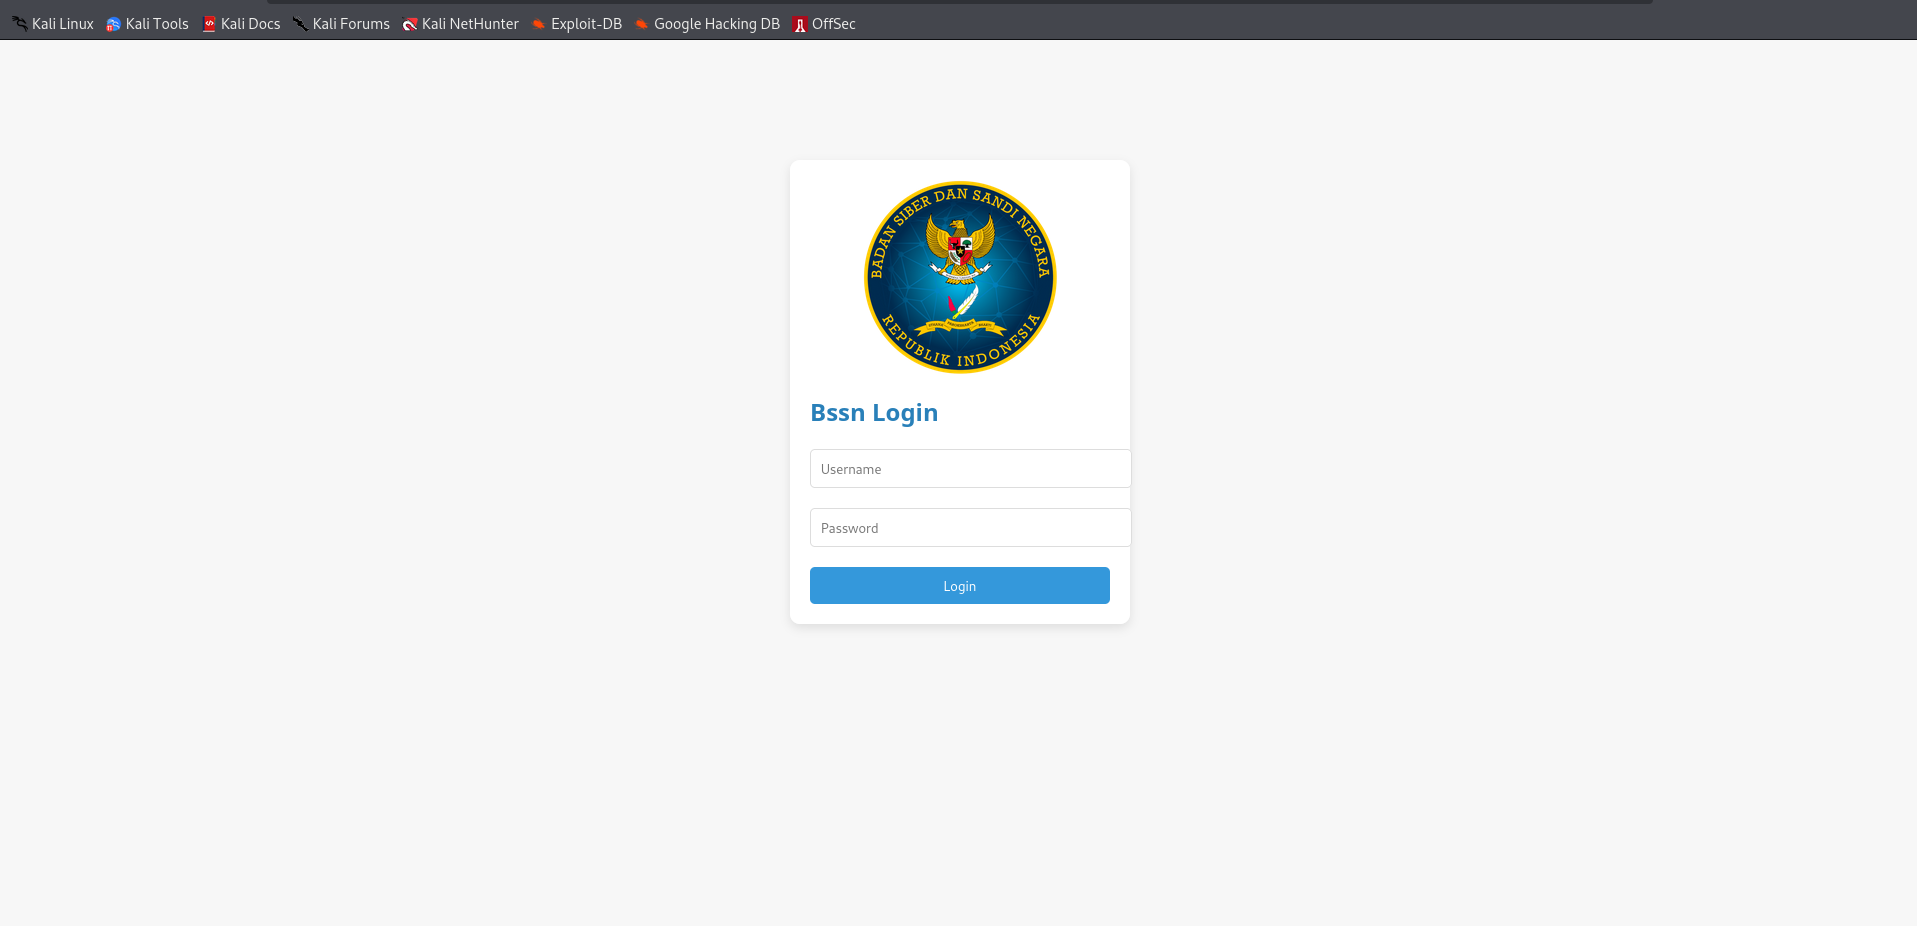 Kali Linux Kali Tools Kali Docs Kali Forums Kali NetHunter Exploit-DB Google Hacking DB OffSec
BADAN SIBER DAN SANDI NEGARA
REPUBLIK INDONESIA
Bssn Login
Username
Password
Login